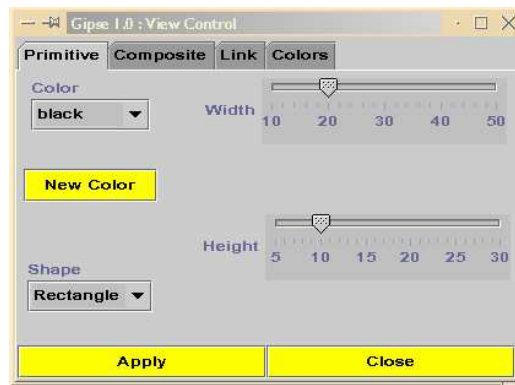 Gipse 1.0 : View Control
Primitive Composite Link Colors
Color
black
Width
10 20 30 40 50
New Color
Height
5 10 15 20 25 30
Shape
Rectangle
Apply Close